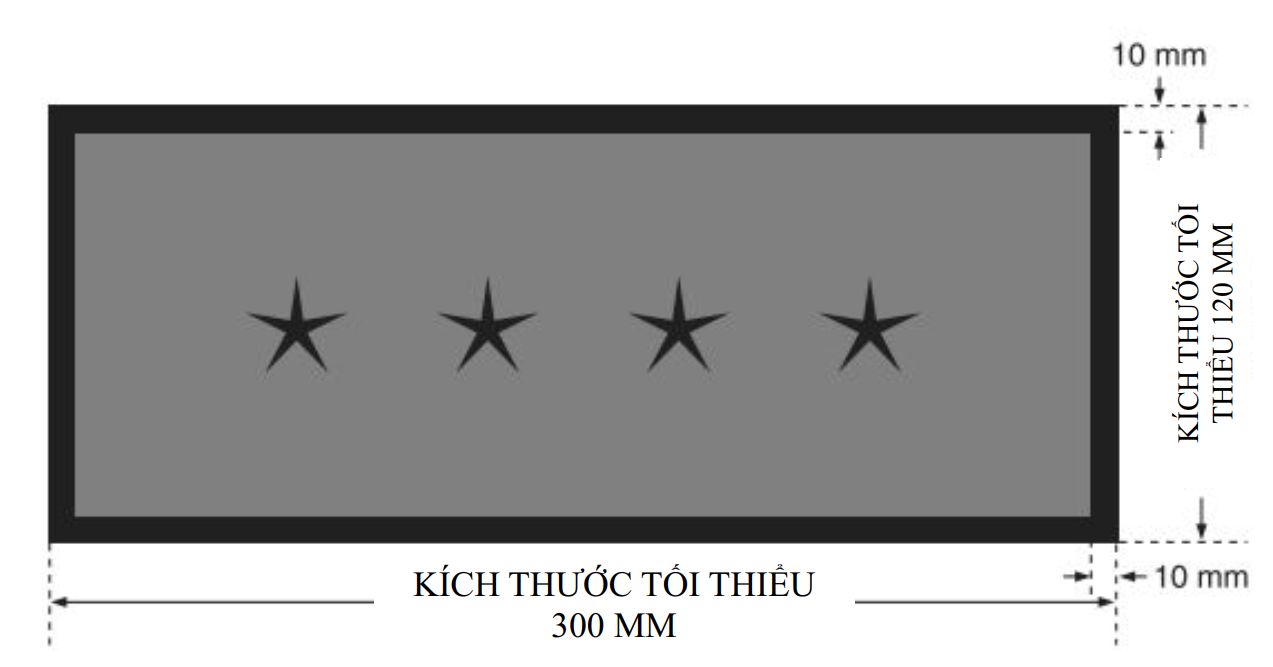 10 mm
KÍCH THƯỚC TỐI
THIỂU 120 MM
10 mm
KÍCH THƯỚC TỐI THIỂU
300 MM